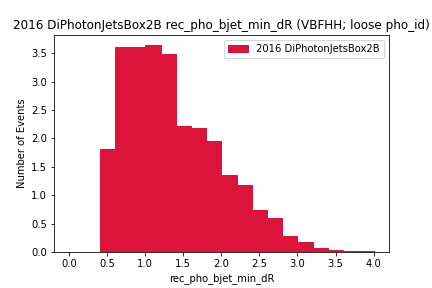 2016 DiPhotonJetsBox2B rec_pho_bjet_min_dR (VBFHH; loose pho_id)
2016 DiPhotonJetsBox2B
Number of Events
3.5
3.0
2.5
2.0
1.5
1.0
0.5
0.0
0.0 0.5 1.0 1.5 2.0 2.5 3.0 3.5 4.0
rec_pho_bjet_min_dR